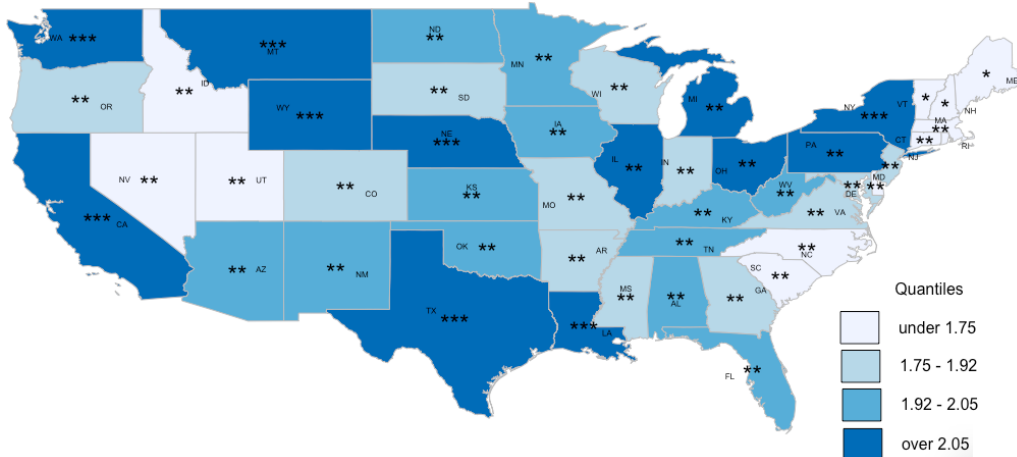 WA ***
MT ***
ID **
OR **
WY ***
ND **
SD **
NE ***
MN **
WI **
IA **
MI **
IL **
IN **
OH **
PA **
NY ***
VT *
*
NH
ME *
MA **
CT **
RI
NJ **
MD **
DE **
WV **
VA **
KY **
NV **
UT **
CO **
KS **
MO **
CA ***
AZ **
NM **
OK **
AR **
TN **
NC **
SC **
TX ***
LA ***
MS **
AL **
GA **
FL **
Quantiles
under 1.75
1.75 - 1.92
1.92 - 2.05
over 2.05